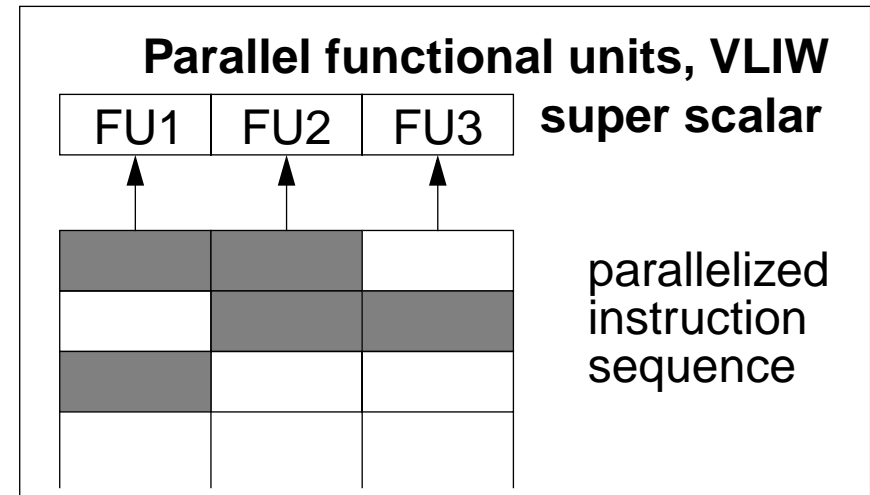 Parallel functional units, VLIW
super scalar
FU1 FU2 FU3
parallelized
instruction
sequence